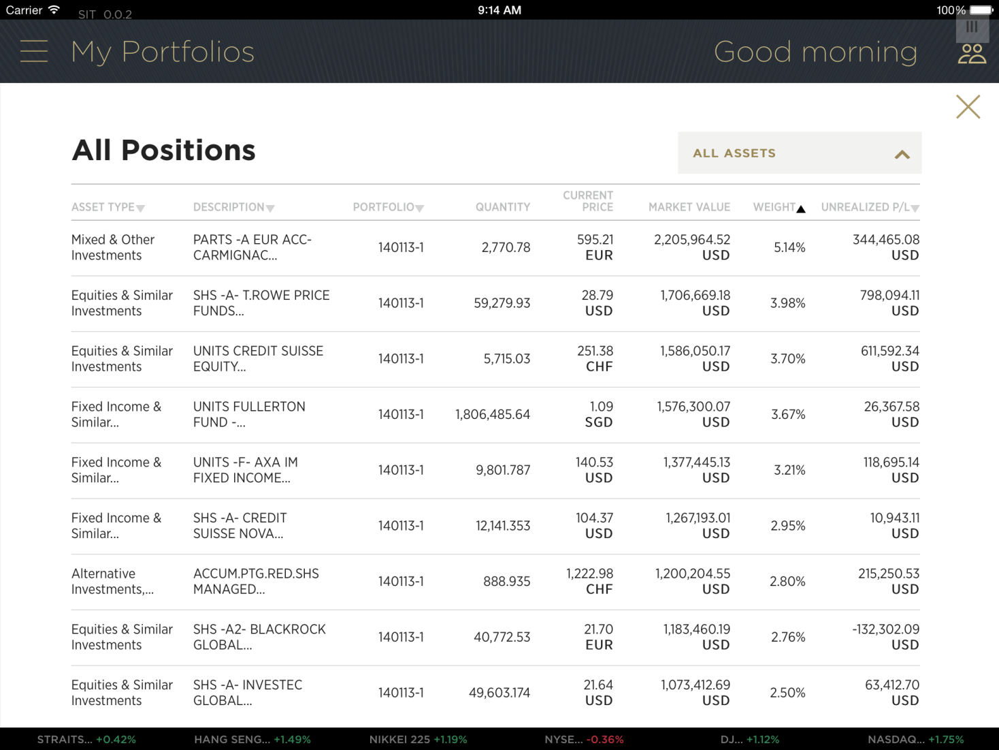 Carrier SIT 0.0.2 9:14 AM 100%
My Portfolios Good morning
All Positions ALL ASSETS
CURRENT
ASSET TYPE DESCRIPTION PORTFOLIO QUANTITY PRICE MARKET VALUE WEIGHT UNREALIZED P/L
Mixed & Other PARTS -A EUR ACC- 595.21 2,205,964.52 344,465.08
140113-1 2,770.78 5.14%
Investments CARMIGNAC... EUR USD USD
Equities & Similar SHS -A- T.ROWE PRICE 28.79 1,706,669.18 798,094.11
140113-1 59,279.93 3.98%
Investments FUNDS... USD USD USD
Equities & Similar UNITS CREDIT SUISSE 251.38 1,586,050.17 611,592.34
140113-1 5,715.03 3.70%
Investments EQUITY... CHF USD USD
Fixed Income & UNITS FULLERTON 1.09 1,576,300.07 26,367.58
140113-1 1,806,485.64 3.67%
Similar... FUND -... SGD USD USD
Fixed Income & UNITS -F- AXA IM 140.53 1,377,445.13 118,695.14
140113-1 9,801.787 3.21%
Similar... FIXED INCOME... USD USD USD
Fixed Income & SHS -A- CREDIT 104.37 1,267,193.01 10,943.11
140113-1 12,141.353 2.95%
Similar... SUISSE NOVA... USD USD USD
Alternative ACCUM.PTG.RED.SHS 1,222.98 1,200,204.55 215,250.53
140113-1 888.935 2.80%
Investments,... MANAGED... CHF USD USD
Equities & Similar SHS -A2- BLACKROCK 21.70 1,183,460.19 -132,302.09
140113-1 40,772.53 2.76%
Investments GLOBAL... EUR USD USD
Equities & Similar SHS -A- INVESTEC 21.64 1,073,412.69 63,412.70
140113-1 49,603.174 2.50%
Investments GLOBAL... USD USD USD
STRAITS... +0.42% HANG SENG... +1.49% NIKKEI 225 +1.19% NYSE... -0.36% DJ... +1.12% NASDAQ... +1.75%